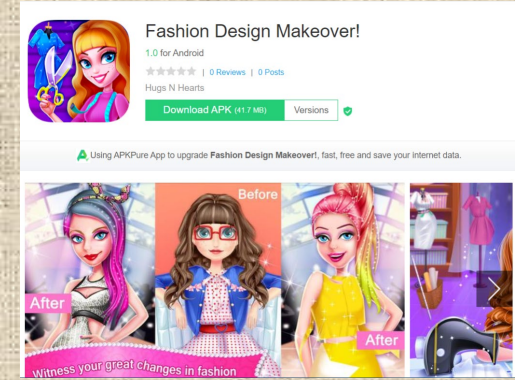 Fashion Design Makeover!
1.0 for Android
| 0 Reviews | 0 Posts
Hugs N Hearts
Download APK (41.7 MB) Versions
Using APKPure App to upgrade Fashion Design Makeover!, fast, free and save your internet data.
Before
After
After
Witness your great changes in fashion